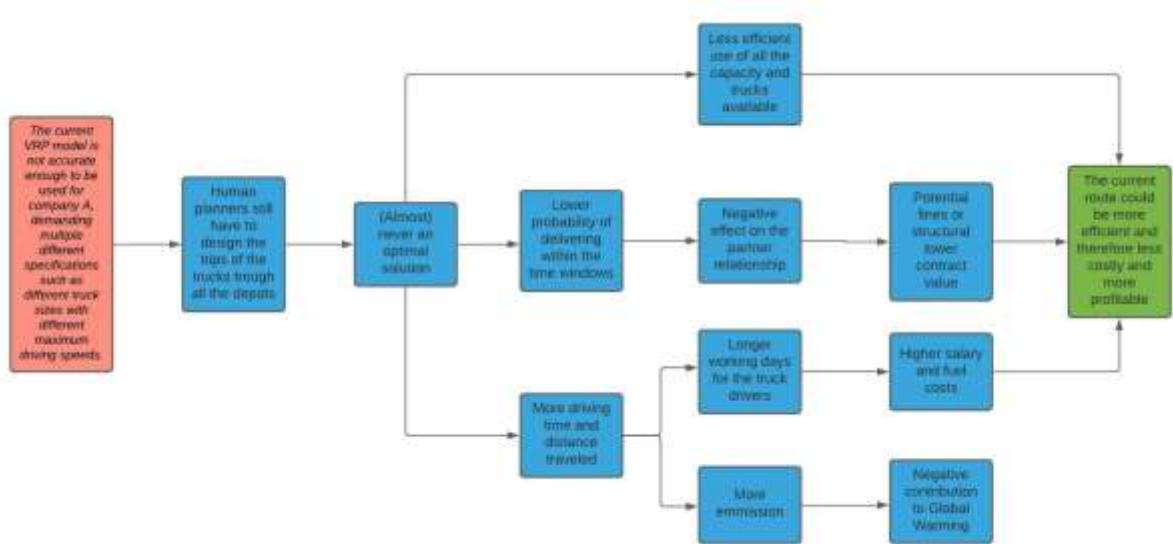 The current
VRP model is
not accurate
enough to be
used for
company A,
demanding
multiple
different
specifications
such as
different truck
sizes with
different
maximum
driving speeds.
Human
planners still
have to
design the
trips of the
trucks trough
all the depots
(Almost)
never an
optimal
solution
Less efficient
use of all the
capacity and
trucks
available
Lower
probability of
delivering
within the
time windows
Negative
effect on the
partner
relationship
Potential
fines or
structural
lower
contract
value
The current
route could
be more
efficient and
therefore less
costly and
more
profitable
More driving
time and
distance
traveled
Longer
working days
for the truck
drivers
Higher salary
and fuel
costs
More
emmission
Negative
contribution
to Global
Warming